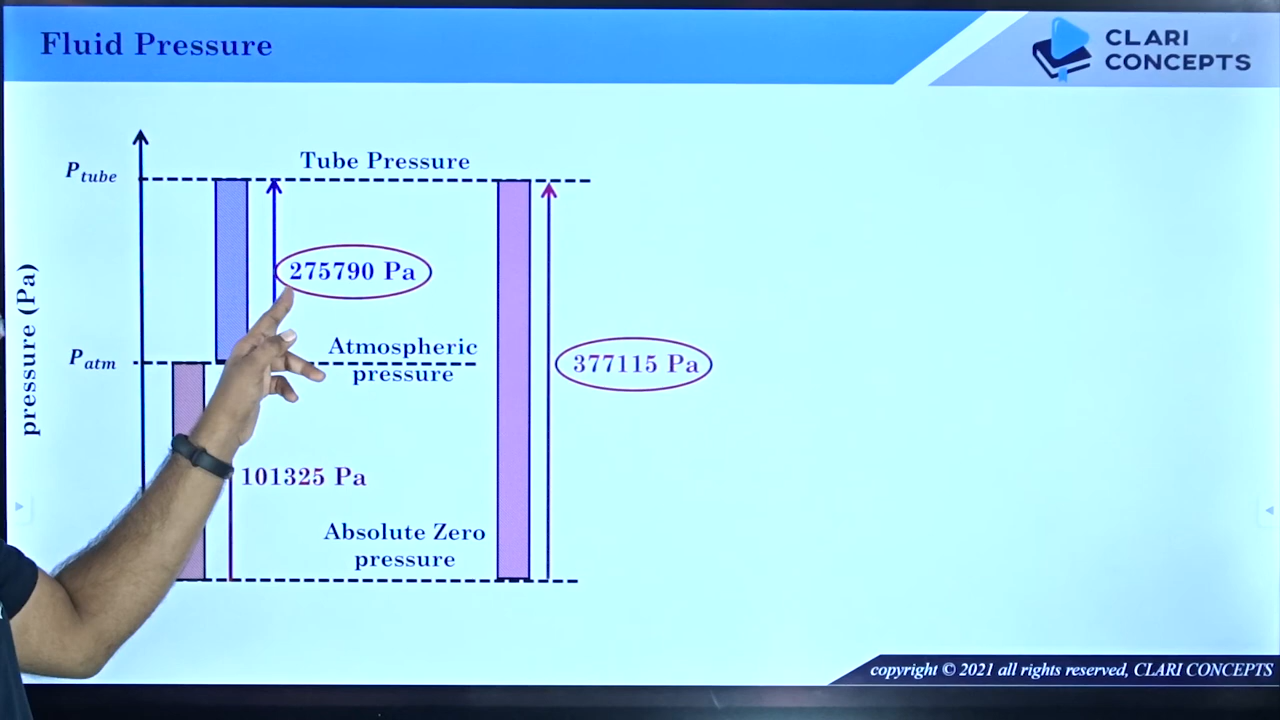 Fluid Pressure
CLARI
CONCEPTS
Tube Pressure
P_tube
275790 Pa
Atmospheric
pressure
P_atm
377115 Pa
pressure (Pa)
101325 Pa
Absolute Zero
pressure
copyright © 2021 all rights reserved, CLARI CONCEPTS